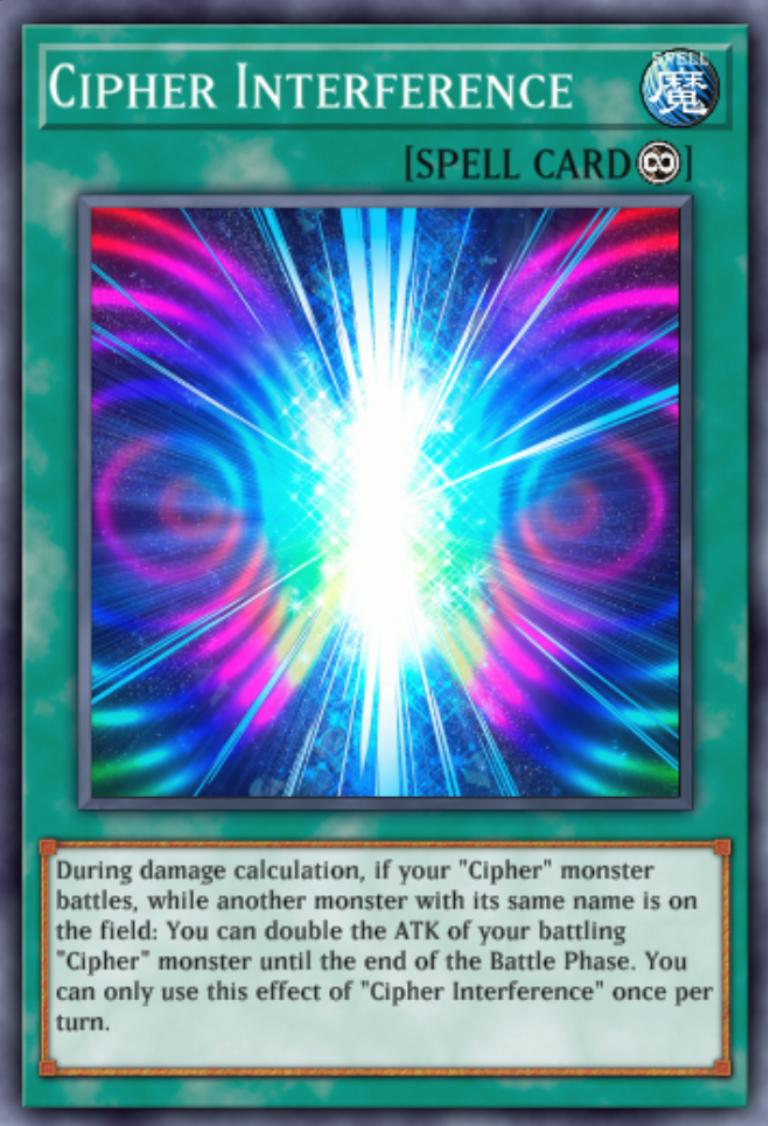 CIPHER INTERFERENCE
SPELL
魔
[SPELL CARD]
During damage calculation, if your "Cipher" monster
battles, while another monster with its same name is on
the field: You can double the ATK of your battling
"Cipher" monster until the end of the Battle Phase. You
can only use this effect of "Cipher Interference" once per
turn.